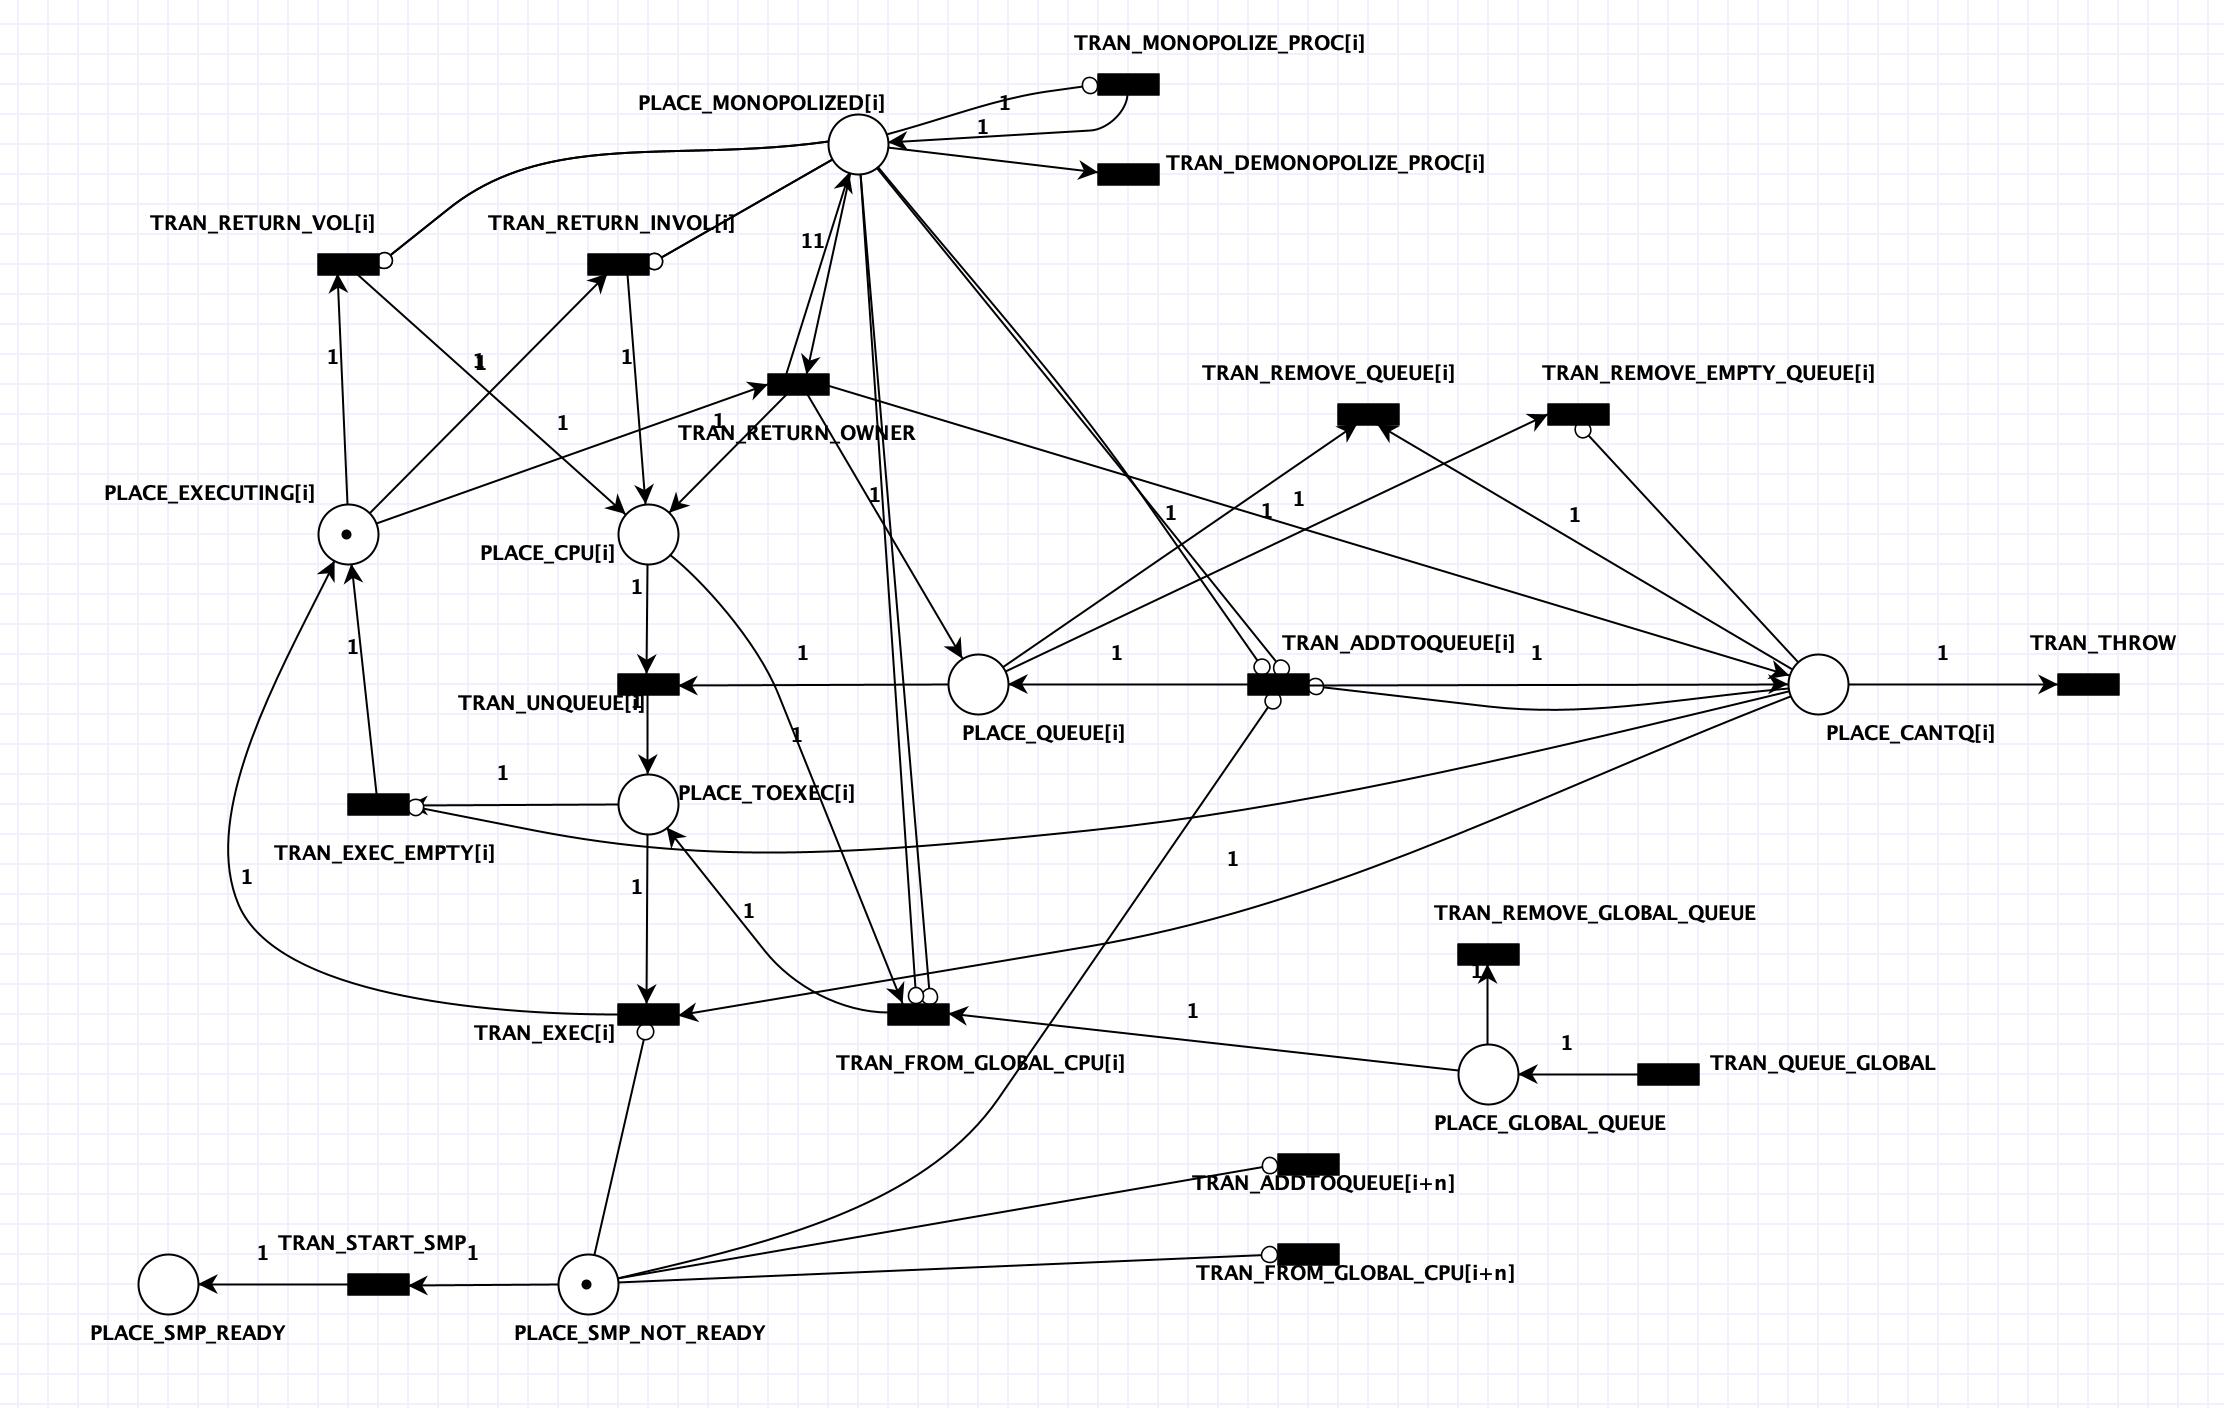 TRAN_MONOPOLIZE_PROC[i]
PLACE_MONOPOLIZED[i]
1
1
TRAN_DEMONOPOLIZE_PROC[i]
TRAN_RETURN_VOL[i]
TRAN_RETURN_INVOL[i]
11
1
1
1
1
TRAN_REMOVE_QUEUE[i]
TRAN_REMOVE_EMPTY_QUEUE[i]
1
1
TRAN_RETURN_OWNER
PLACE_EXECUTING[i]
1
1
1
1
1
PLACE_CPU[i]
1
1
1
1
TRAN_ADDTOQUEUE[i]
1
1
TRAN_THROW
TRAN_UNQUEUE[i]
1
PLACE_QUEUE[i]
PLACE_CANTQ[i]
1
1
PLACE_TOEXEC[i]
TRAN_EXEC_EMPTY[i]
1
1
1
1
TRAN_REMOVE_GLOBAL_QUEUE
1
1
TRAN_EXEC[i]
1
TRAN_FROM_GLOBAL_CPU[i]
TRAN_QUEUE_GLOBAL
PLACE_GLOBAL_QUEUE
TRAN_ADDTOQUEUE[i+n]
1
TRAN_START_SMP
1
TRAN_FROM_GLOBAL_CPU[i+n]
PLACE_SMP_READY
PLACE_SMP_NOT_READY